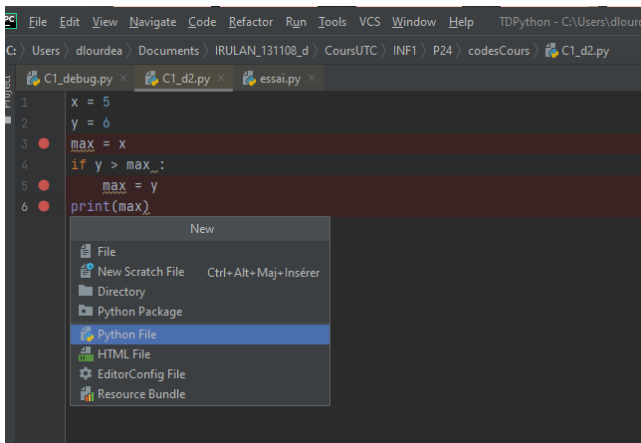 PC File Edit View Navigate Code Refactor Run Tools VCS Window Help TDPython - C:\Users\dlourd
C: 〉 Users 〉 dlourdea 〉 Documents 〉 IRULAN_131108_d 〉 CoursUTC 〉 INF1 〉 P24 〉 codesCours 〉 C1_d2.py
Project
C1_debug.py × C1_d2.py × essai.py ×
1 x = 5
2 y = 6
3 max = x
4 if y > max :
5 max = y
6 print(max)
New
File
New Scratch File Ctrl+Alt+Maj+Insérer
Directory
Python Package
Python File
HTML File
EditorConfig File
Resource Bundle